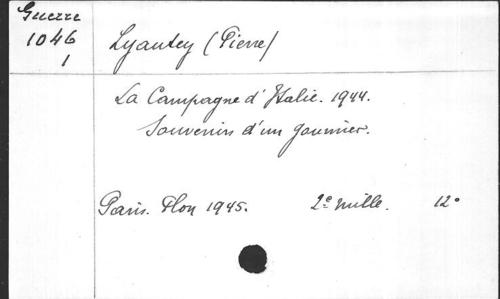 Guerre
1046
1
Lyautey (Pierre)
La Campagne d'Italie. 1944.
Souvenirs d'un goumier.
Paris. Plon 1945. 2e mille. 12°